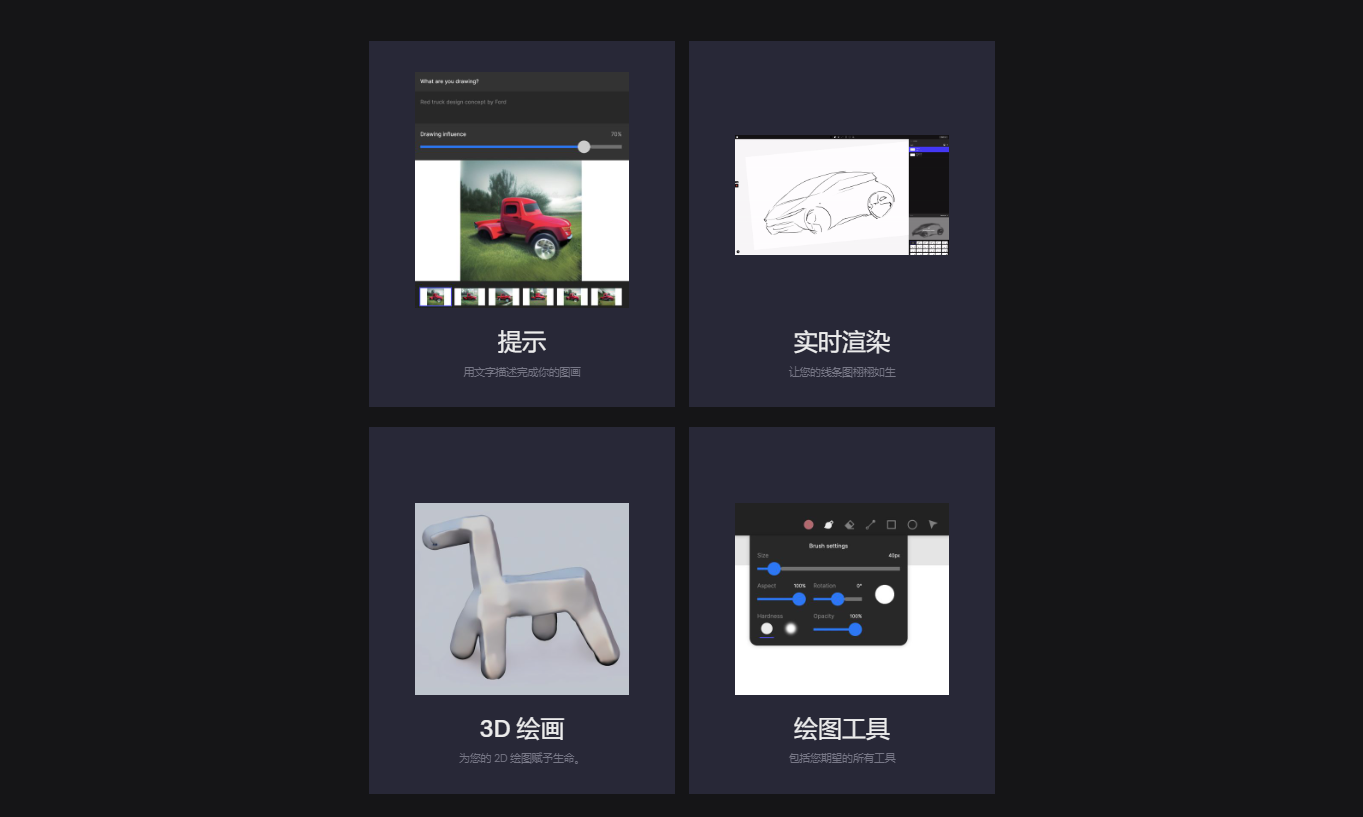 What are you drawing?
Red truck design concept by Ford
Drawing influence 70%
提示
用文字描述完成你的图画
实时渲染
让您的线条图栩栩如生
3D 绘画
为您的 2D 绘图赋予生命。
Brush settings
Size 40px
Aspect 100% Rotation 0°
Hardness Opacity 100%
绘图工具
包括您期望的所有工具